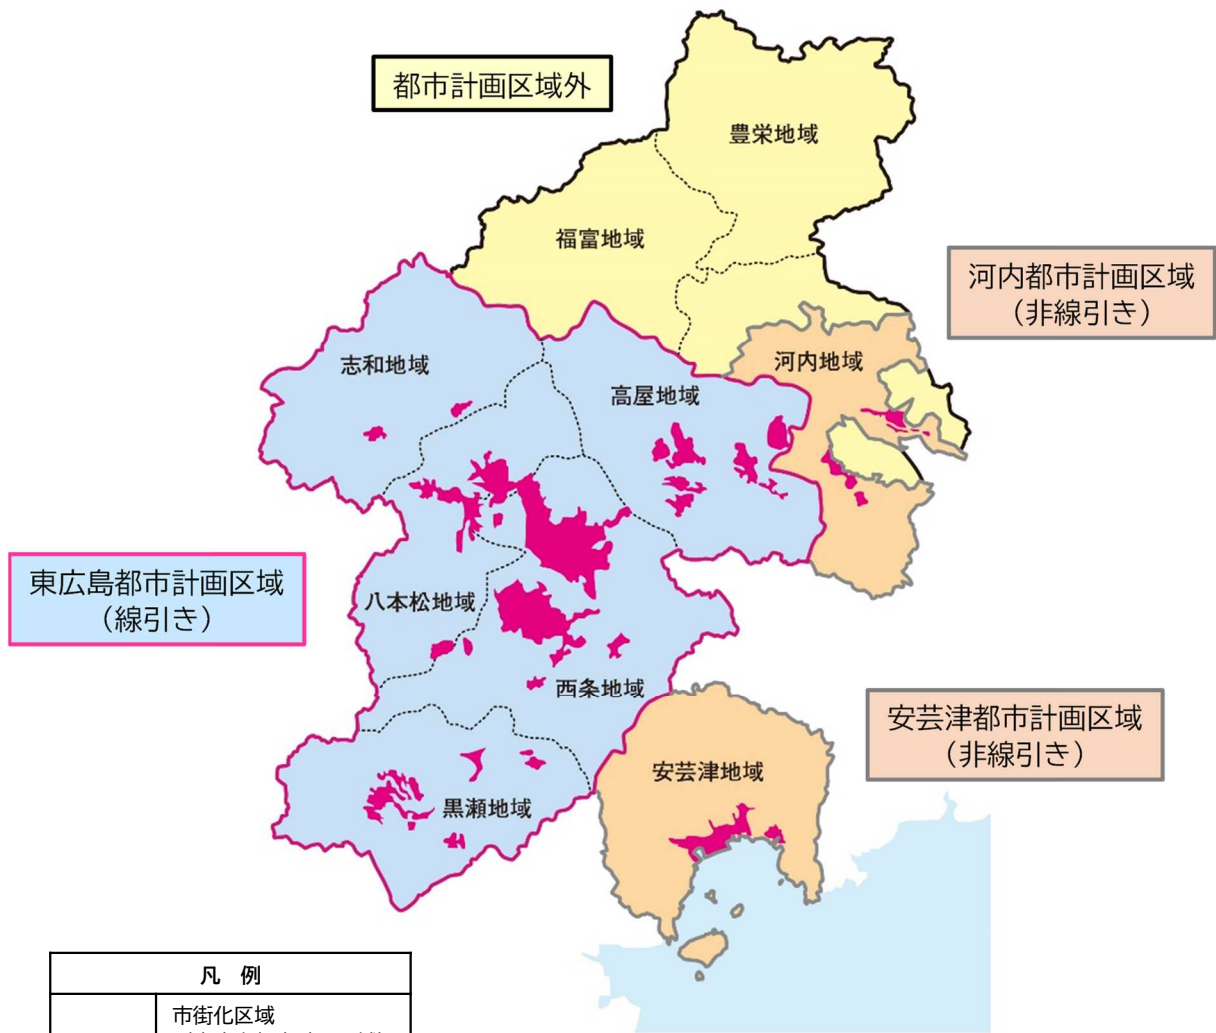 都市計画区域外
豊栄地域
福富地域
河内都市計画区域
（非線引き）
志和地域
河内地域
高屋地域
東広島都市計画区域
（線引き）
八本松地域
西条地域
安芸津都市計画区域
（非線引き）
安芸津地域
黒瀬地域
凡　例
市街化区域